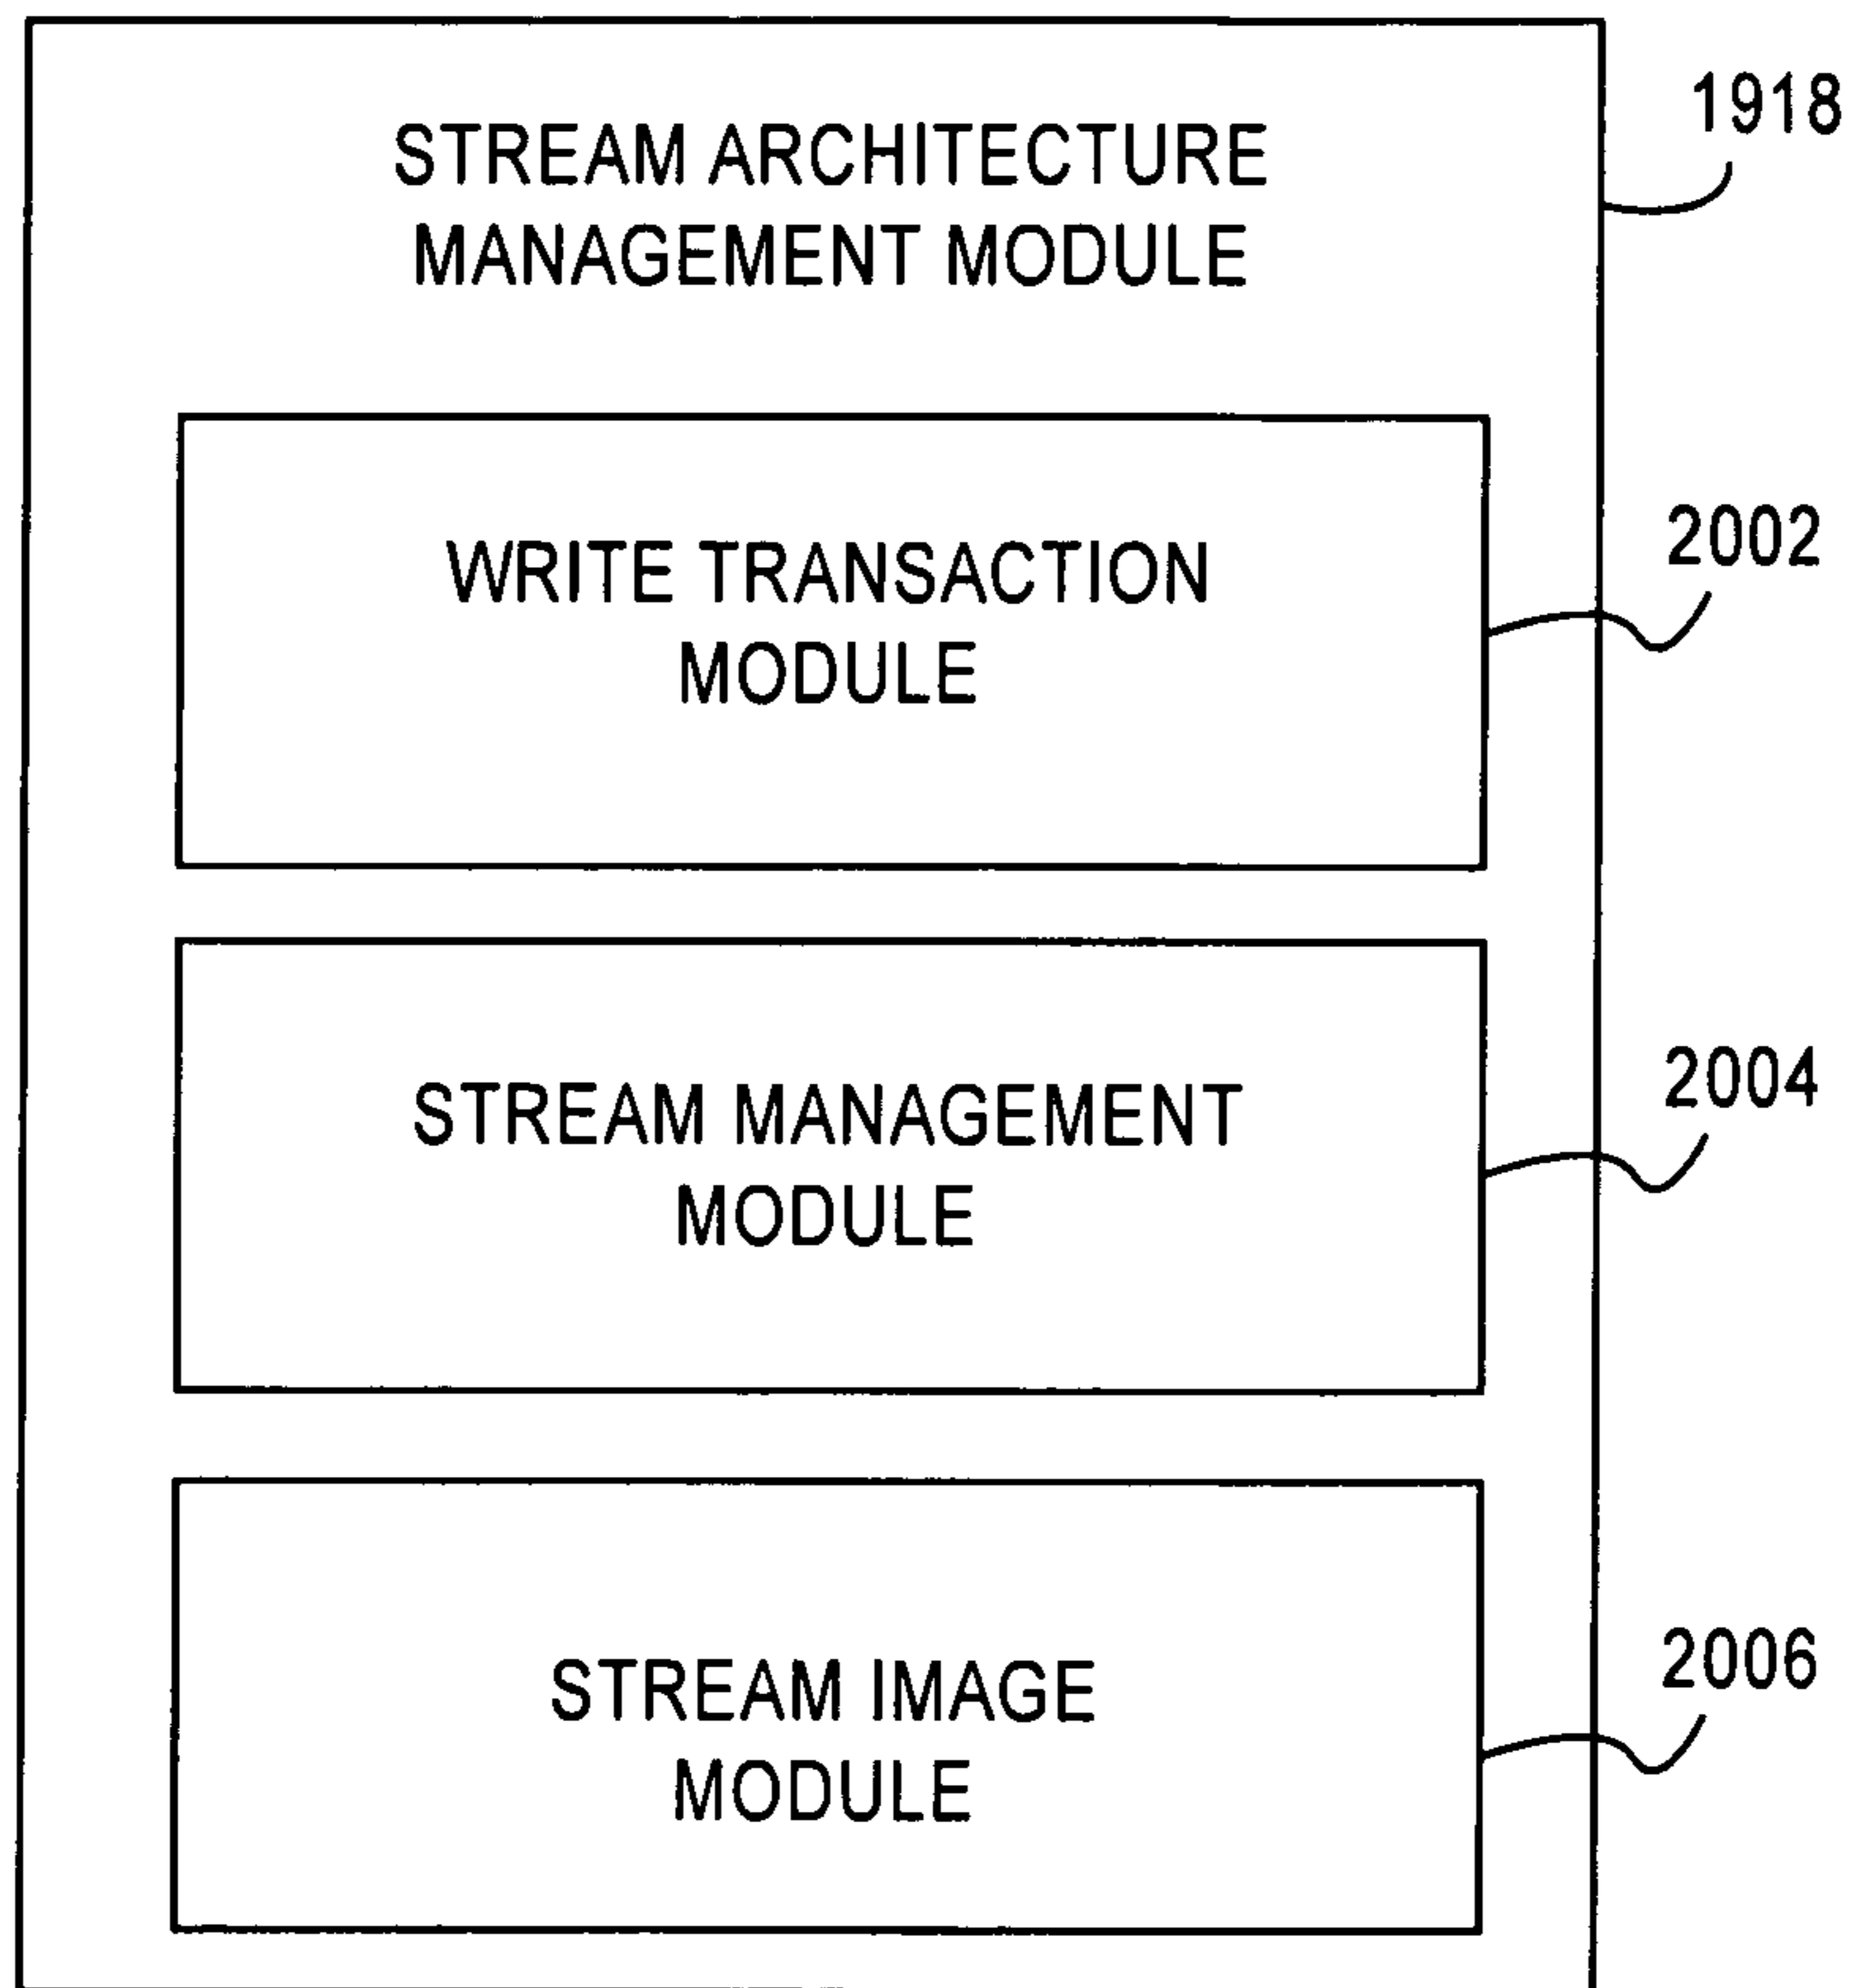 1918
STREAM ARCHITECTURE
MANAGEMENT MODULE
2002
WRITE TRANSACTION
MODULE
2004
STREAM MANAGEMENT
MODULE
2006
STREAM IMAGE
MODULE